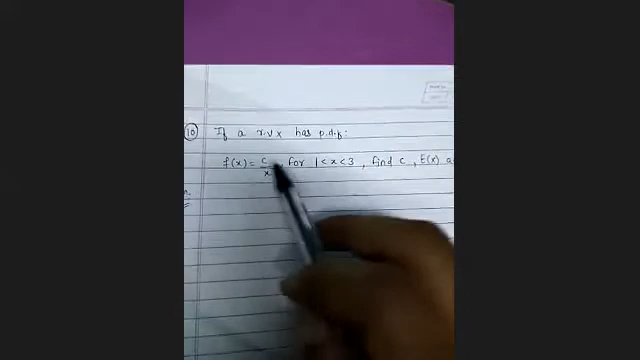 10 If a r.v x has p.d.f:
f(x) = c/x, for 1 < x < 3, find c, E(x)